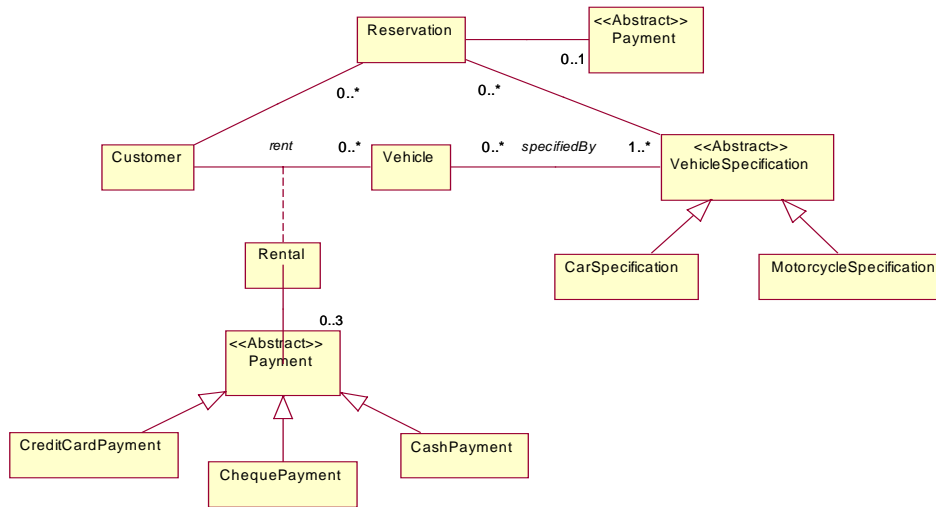 Reservation
<<Abstract>>
Payment
0..1
0..*
0..*
Customer
rent
0..*
Vehicle
0..*
specifiedBy
1..*
<<Abstract>>
VehicleSpecification
Rental
CarSpecification
MotorcycleSpecification
0..3
<<Abstract>>
Payment
CreditCardPayment
ChequePayment
CashPayment